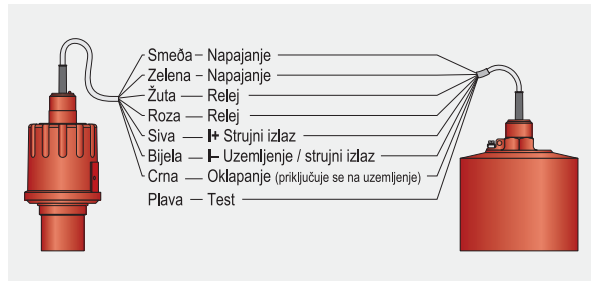 Smeđa – Napajanje
Zelena – Napajanje
Žuta — Relej
Roza — Relej
Siva — I+ Strujni izlaz
Bijela — I– Uzemljenje / strujni izlaz
Crna — Oklapanje (priključuje se na uzemljenje)
Plava – Test